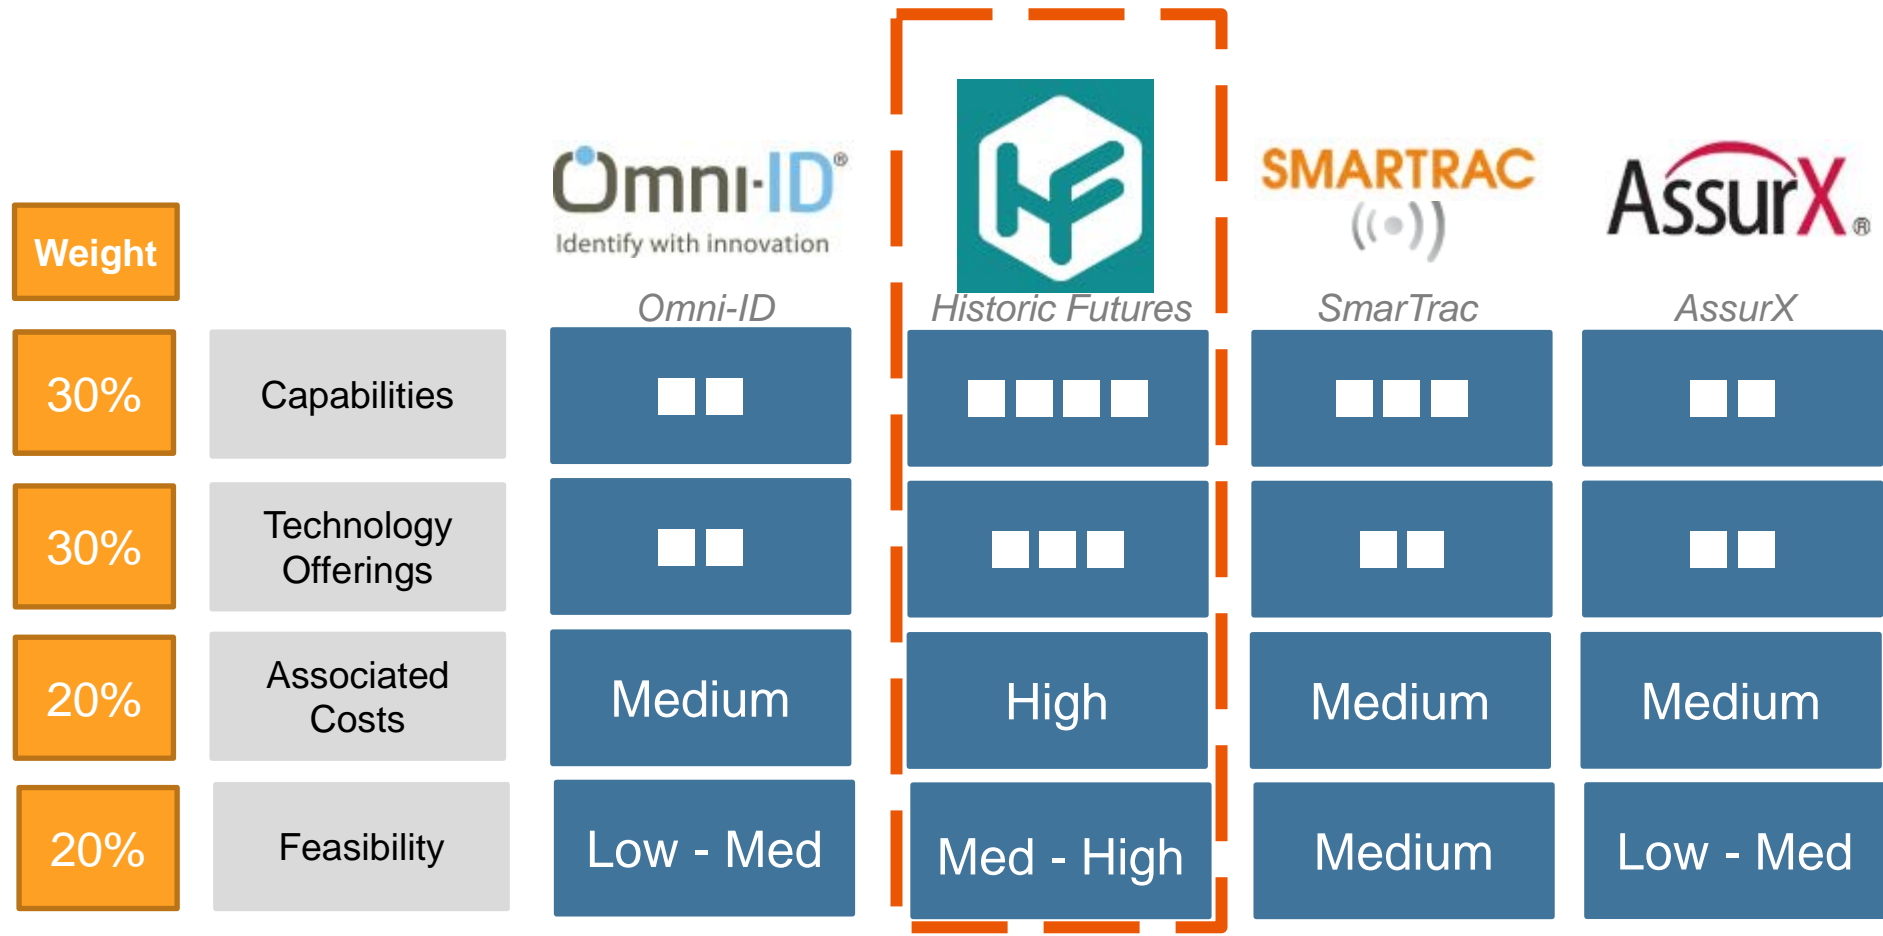 Omni-ID®
Identify with innovation
HF
SMARTRAC
AssurX®
Weight
Omni-ID
Historic Futures
SmarTrac
AssurX
30%
Capabilities
30%
Technology
Offerings
20%
Associated
Costs
Medium
High
Medium
Medium
20%
Feasibility
Low - Med
Med - High
Medium
Low - Med